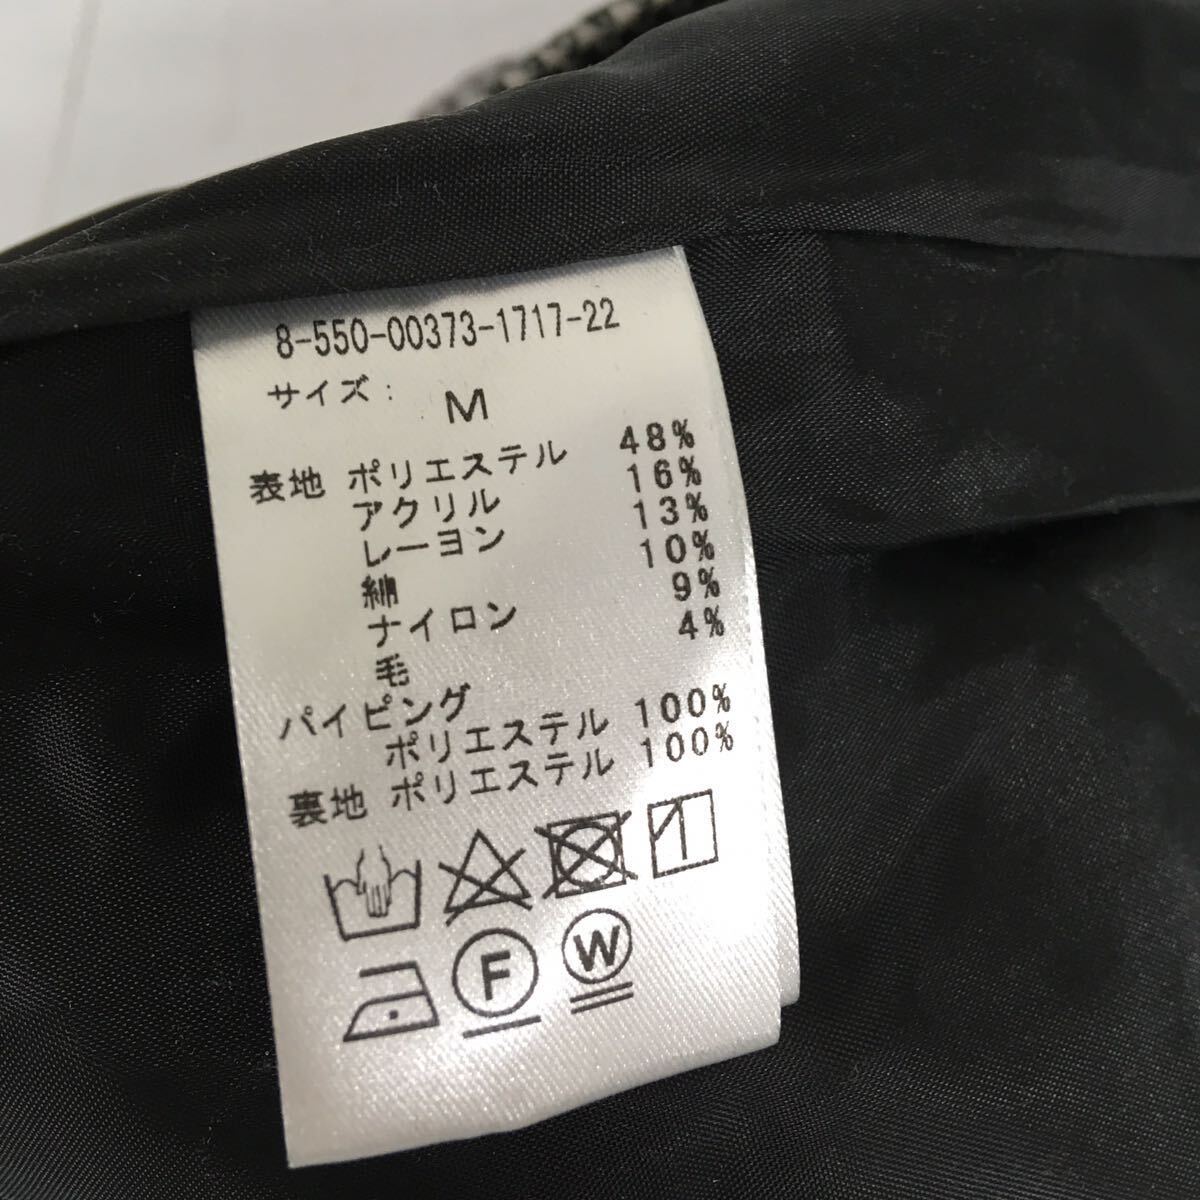 8-550-00373-1717-22
サイズ: M
表地 ポリエステル 48%
アクリル 16%
レーヨン 13%
綿 10%
ナイロン 9%
毛 4%
パイピング
ポリエステル 100%
裏地 ポリエステル 100%
F W